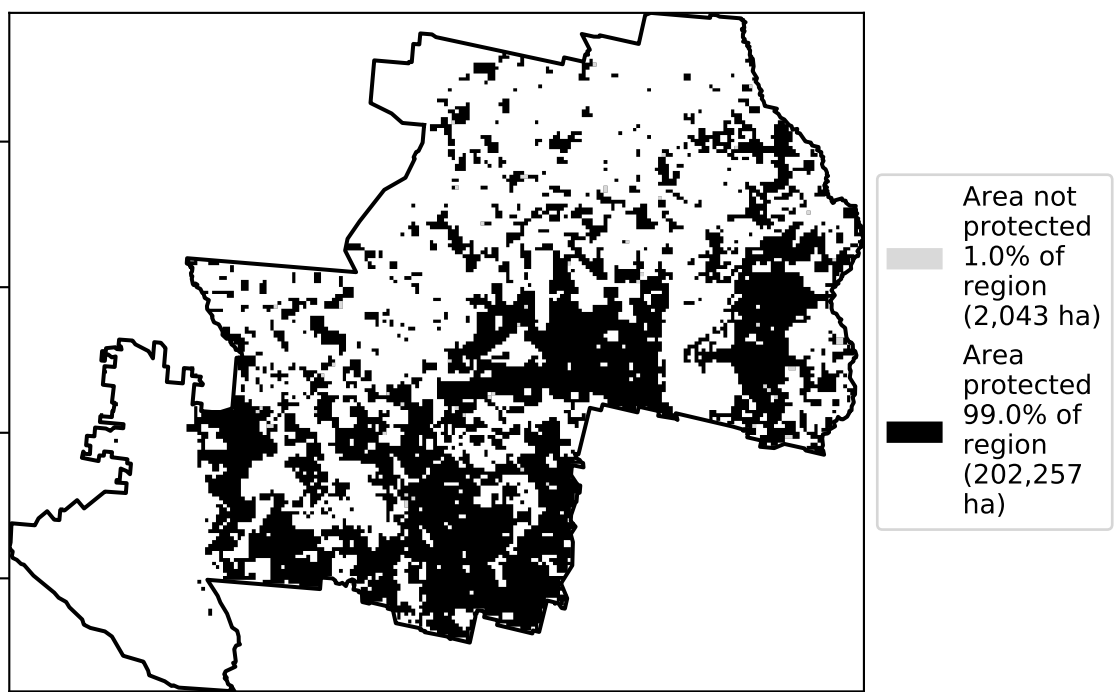 Area not
protected
1.0% of
region
(2,043 ha)
Area
protected
99.0% of
region
(202,257
ha)